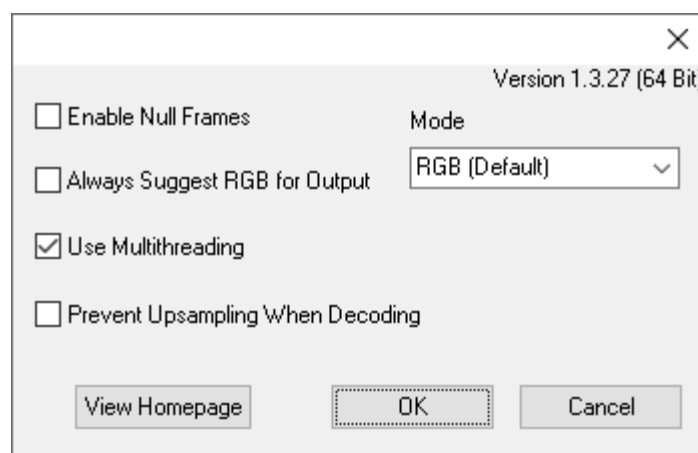 Version 1.3.27 (64 Bit)
Enable Null Frames
Mode
Always Suggest RGB for Output
RGB (Default)
Use Multithreading
Prevent Upsampling When Decoding
View Homepage
OK
Cancel